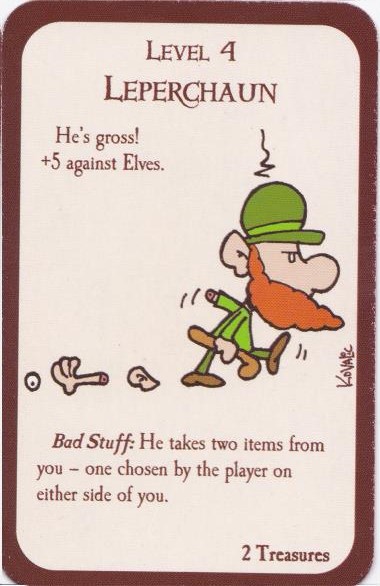 LEVEL 4
LEPERCHAUN
He's gross!
+5 against Elves.
KOVALIC
Bad Stuff: He takes two items from
you – one chosen by the player on
either side of you.
2 Treasures